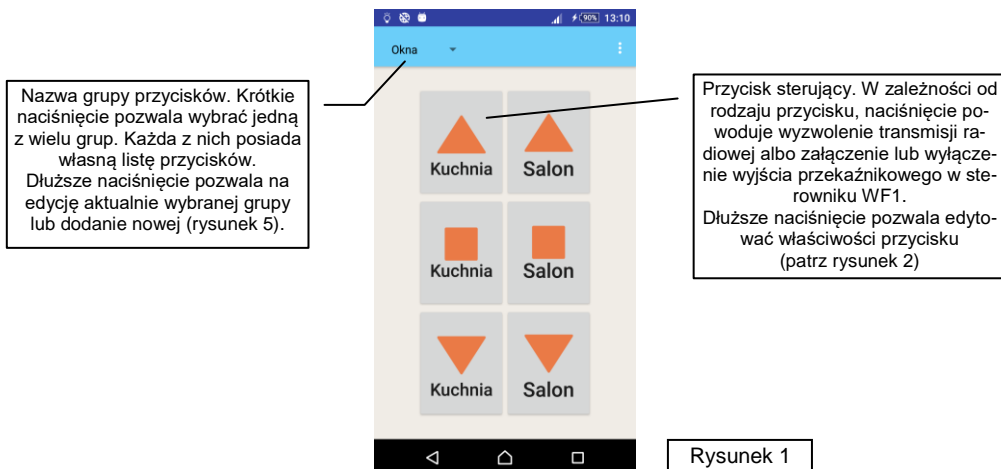 90% 13:10
Okna
Nazwa grupy przycisków. Krótkie
naciśnięcie pozwala wybrać jedną
z wielu grup. Każda z nich posiada
własną listę przycisków.
Dłuższe naciśnięcie pozwala na
edycję aktualnie wybranej grupy
lub dodanie nowej (rysunek 5).
Kuchnia Salon
Kuchnia Salon
Kuchnia Salon
Przycisk sterujący. W zależności od
rodzaju przycisku, naciśnięcie po-
woduje wyzwolenie transmisji ra-
diowej albo załączenie lub wyłącze-
nie wyjścia przekaźnikowego w ste-
rowniku WF1.
Dłuższe naciśnięcie pozwala edyto-
wać właściwości przycisku
(patrz rysunek 2)
Rysunek 1